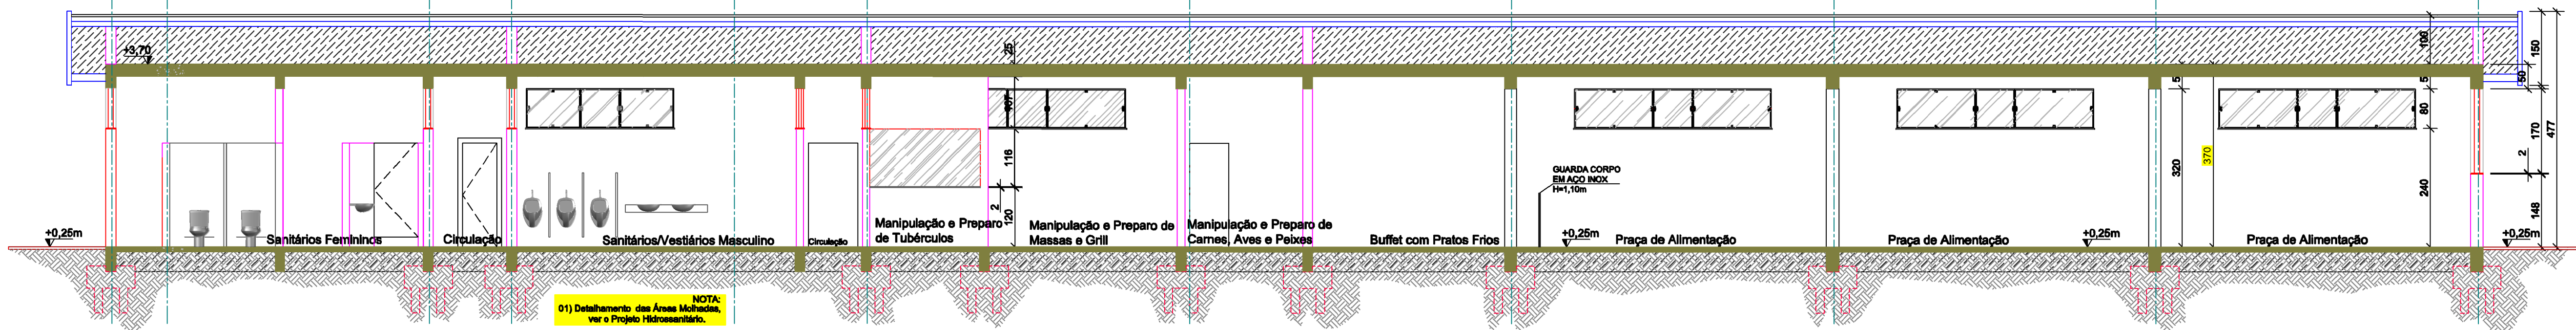 +3,70
25
100
150
5
5
50
167
80
170
477
116
320
370
2
2
120
240
148
GUARDA CORPO
EM AÇO INOX
H=1,10m
+0,25m
Sanitários Femininos
Circulação
Sanitários/Vestiários Masculino
Circulação
Manipulação e Preparo
de Tubérculos
Manipulação e Preparo de
Massas e Grill
Manipulação e Preparo de
Carnes, Aves e Peixes
Buffet com Pratos Frios
+0,25m
Praça de Alimentação
Praça de Alimentação
+0,25m
Praça de Alimentação
+0,25m
NOTA:
01) Detalhamento das Áreas Molhadas,
ver o Projeto Hidrossanitário.